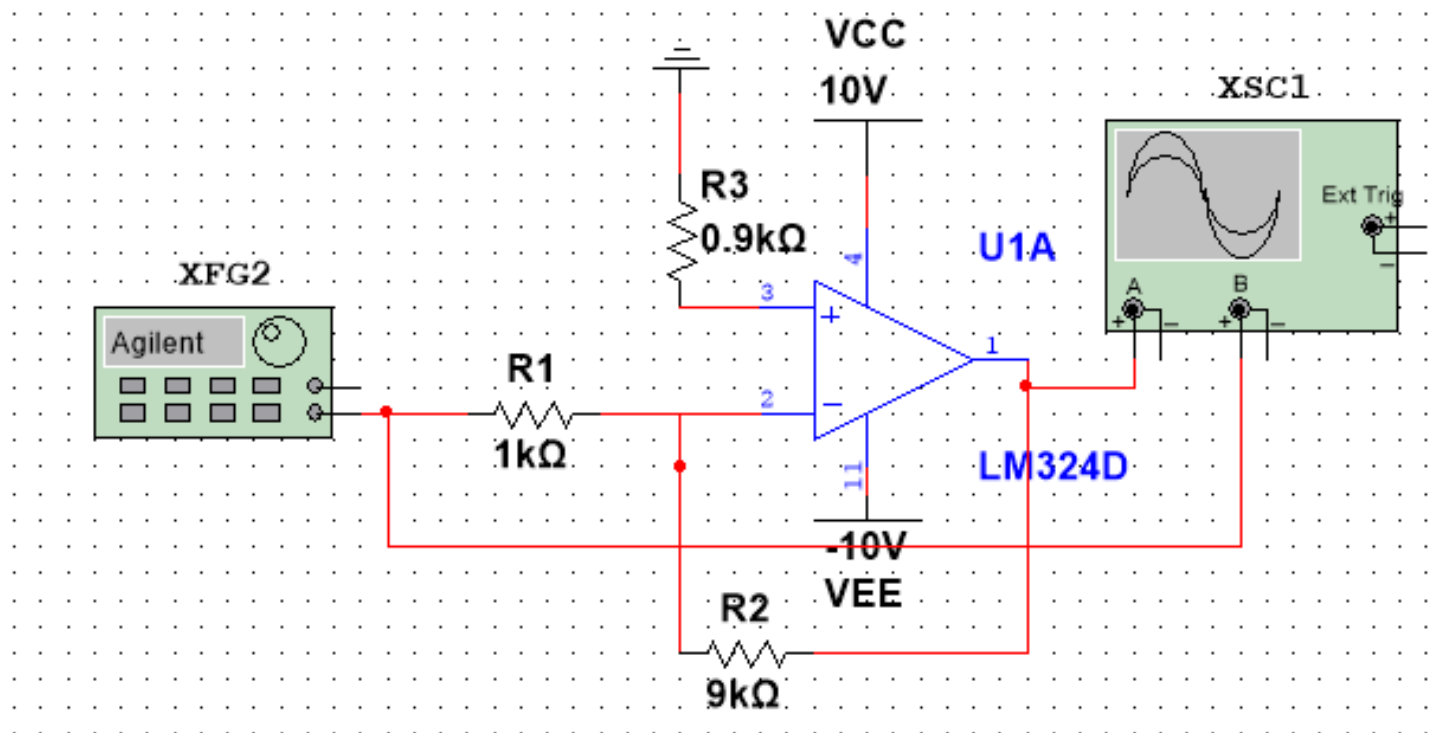 VCC
10V
XSC1
Ext Trig
+
−
A
B
+
−
+
−
R3
0.9kΩ
4
U1A
XFG2
Agilent
3
+
1
R1
1kΩ
2
−
11
LM324D
-10V
VEE
R2
9kΩ